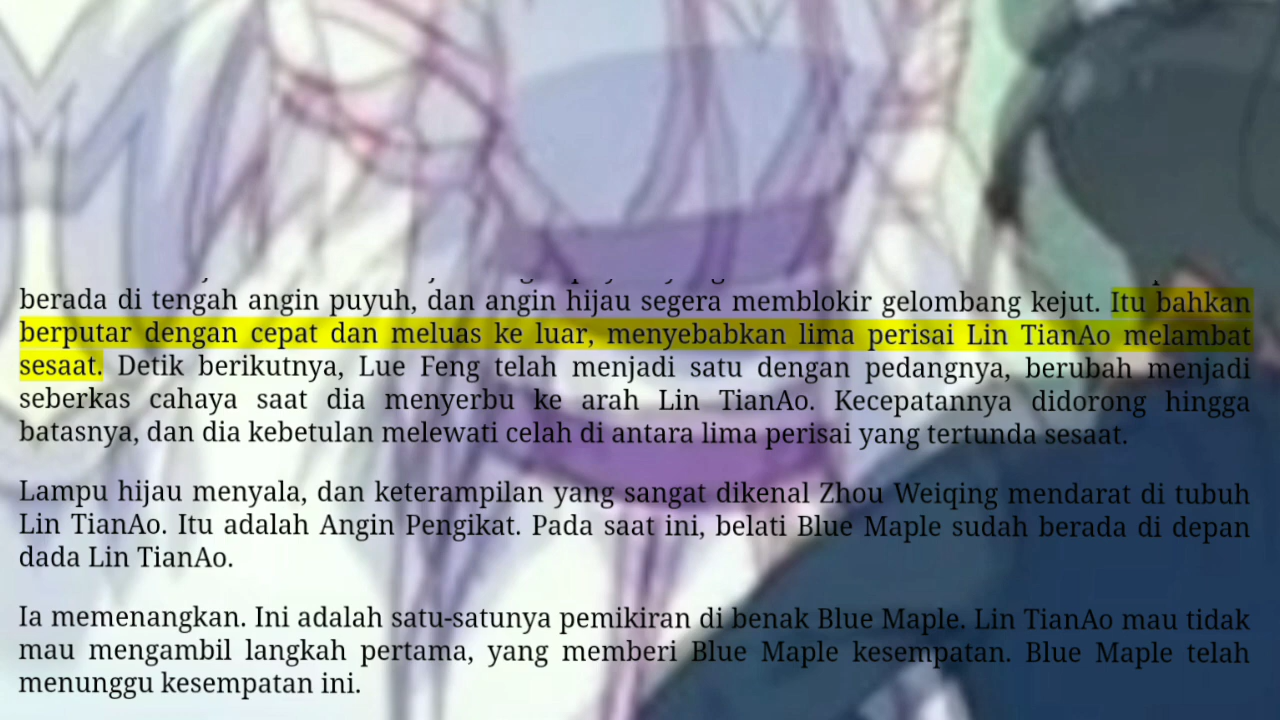 berada di tengah angin puyuh, dan angin hijau segera memblokir gelombang kejut. Itu bahkan
berputar dengan cepat dan meluas ke luar, menyebabkan lima perisai Lin TianAo melambat
sesaat. Detik berikutnya, Lue Feng telah menjadi satu dengan pedangnya, berubah menjadi
seberkas cahaya saat dia menyerbu ke arah Lin TianAo. Kecepatannya didorong hingga
batasnya, dan dia kebetulan melewati celah di antara lima perisai yang tertunda sesaat.
Lampu hijau menyala, dan keterampilan yang sangat dikenal Zhou Weiqing mendarat di tubuh
Lin TianAo. Itu adalah Angin Pengikat. Pada saat ini, belati Blue Maple sudah berada di depan
dada Lin TianAo.
Ia memenangkan. Ini adalah satu-satunya pemikiran di benak Blue Maple. Lin TianAo mau tidak
mau mengambil langkah pertama, yang memberi Blue Maple kesempatan. Blue Maple telah
menunggu kesempatan ini.